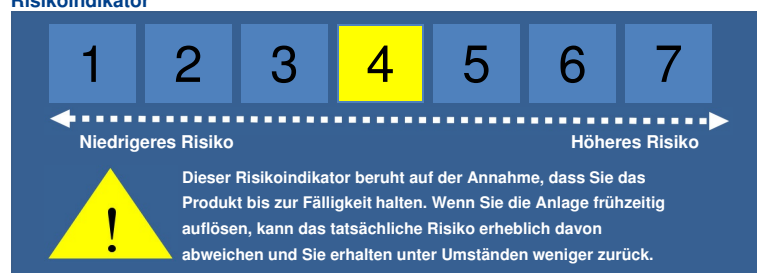 Risikoindikator
1 2 3 4 5 6 7
Niedrigeres Risiko Höheres Risiko
Dieser Risikoindikator beruht auf der Annahme, dass Sie das
Produkt bis zur Fälligkeit halten. Wenn Sie die Anlage frühzeitig
! auflösen, kann das tatsächliche Risiko erheblich davon
abweichen und Sie erhalten unter Umständen weniger zurück.